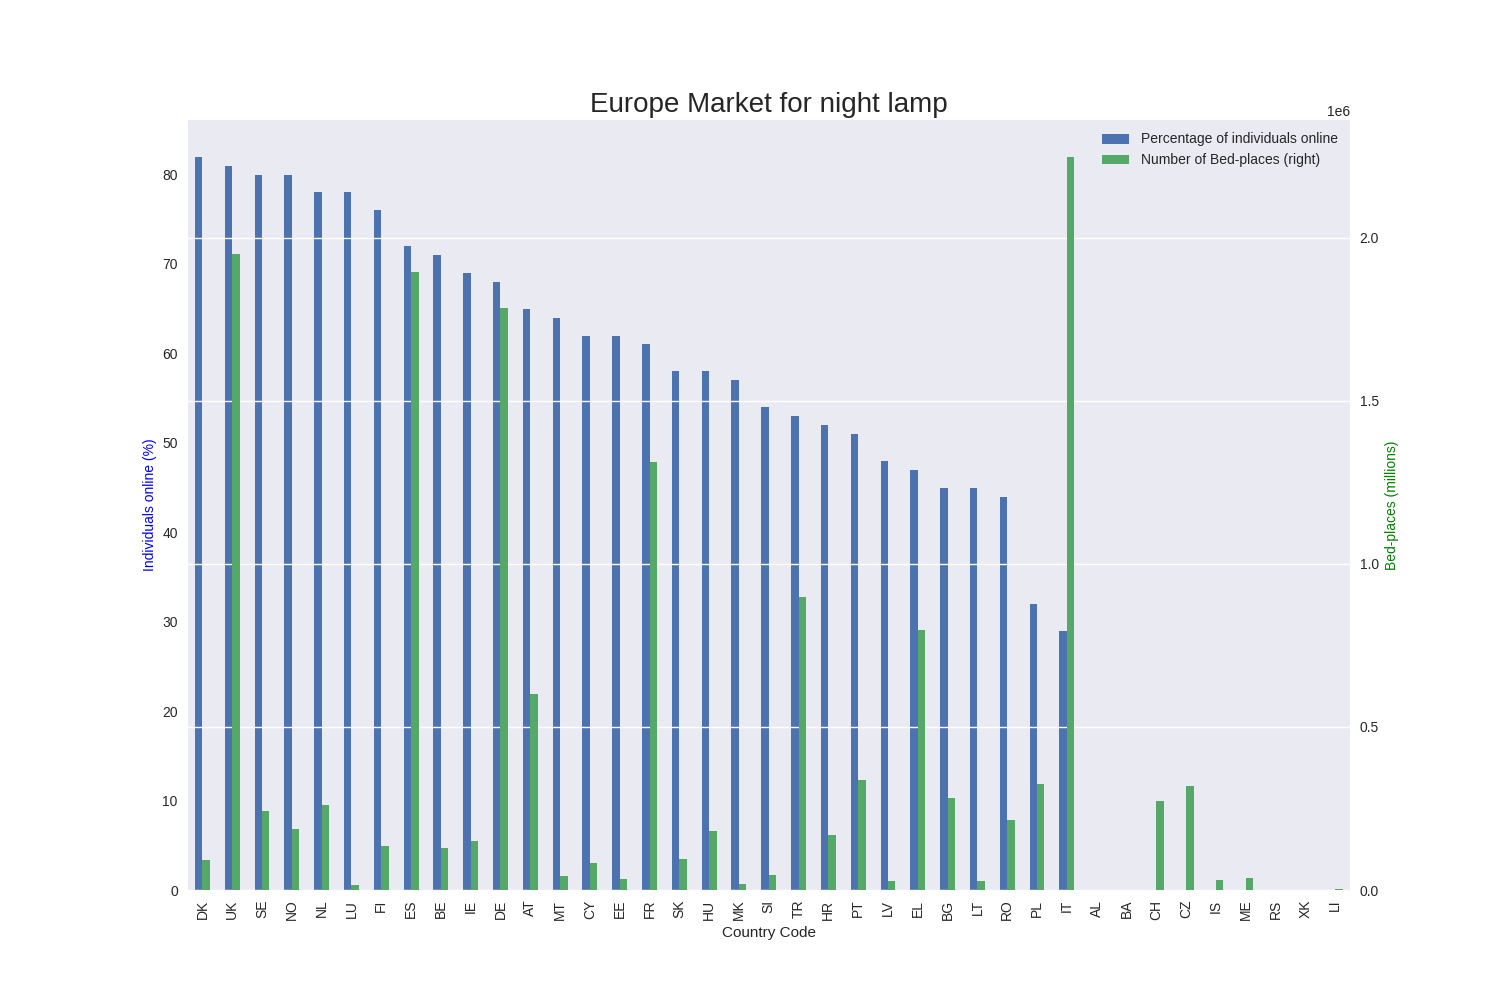 Europe Market for night lamp
1e6
Percentage of individuals online
Number of Bed-places (right)
80
70
60
50
40
30
20
10
0
Individuals online (%)
2.0
1.5
1.0
0.5
0.0
Bed-places (millions)
DK UK SE NO NL LU FI ES BE IE DE AT MT CY EE FR SK HU MK SI TR HR PT LV EL BG LT RO PL IT AL BA CH CZ IS ME RS XK LI
Country Code